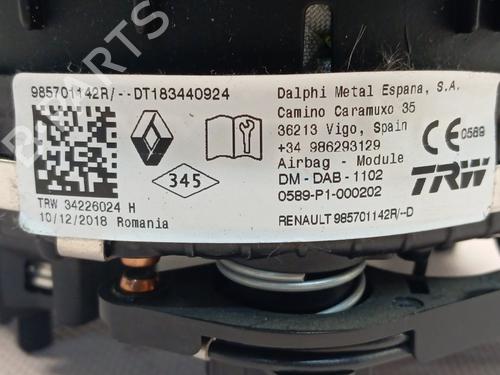 985701142R/--DT183440924
345
TRW 34226024 H
10/12/2018 Romania
Dalphi Metal Espana, S.A.
Camino Caramuxo 35
36213 Vigo, Spain
+34 986293129
Airbag - Module
DM-DAB-1102
0589-P1-000202
RENAULT 985701142R/--D
CE 0589
TRW